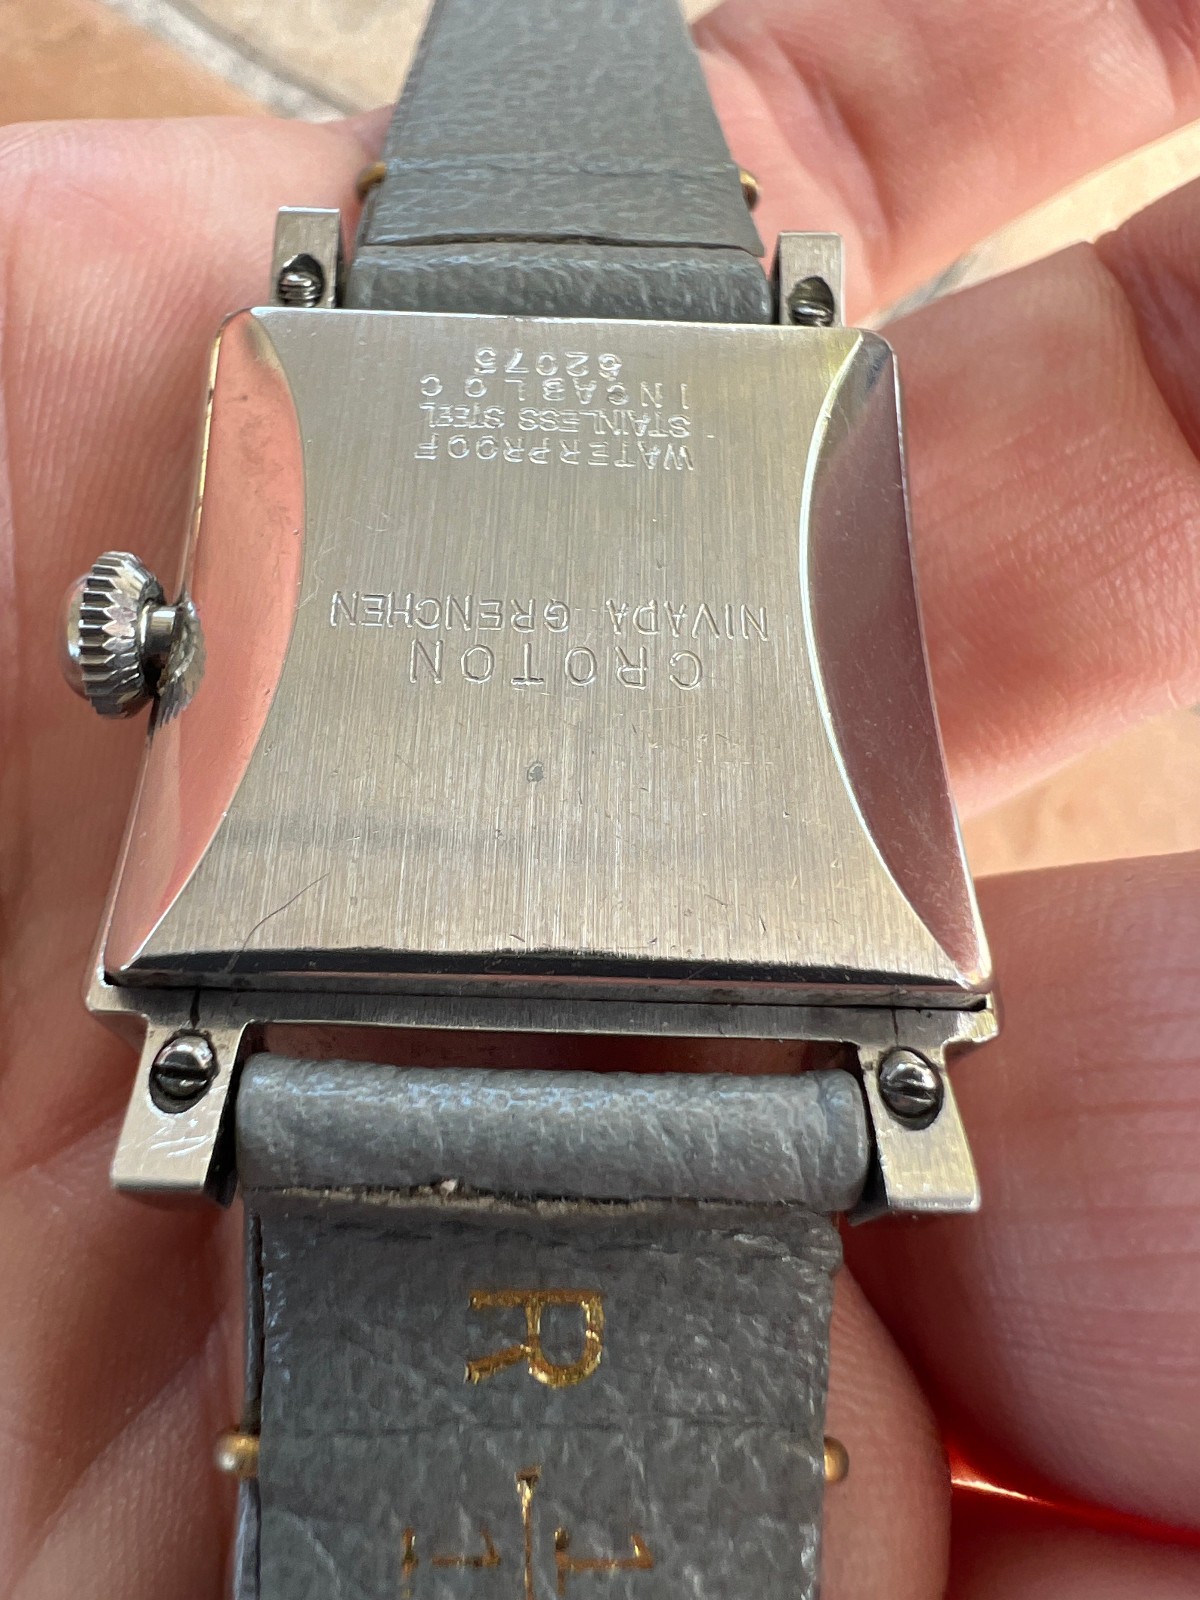 CROTON
NIVADA GRENCHEN
WATERPROOF
STAINLESS STEEL
INCABLOC
62075
R